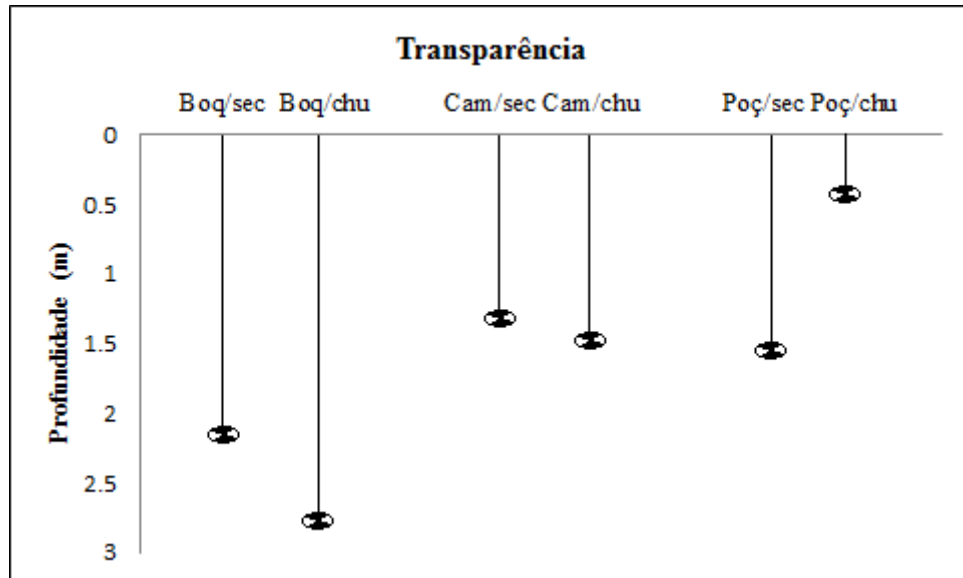 Transparência
Boq/sec Boq/chu Cam/sec Cam/chu Poç/sec Poç/chu
0
0.5
1
1.5
2
2.5
3
Profundidade (m)